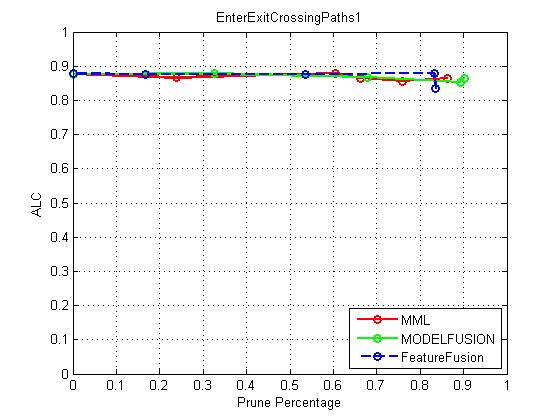 EnterExitCrossingPaths1
1
0.9
0.8
0.7
0.6
0.5
0.4
0.3
0.2
0.1
0
ALC
MML
MODELFUSION
FeatureFusion
0 0.1 0.2 0.3 0.4 0.5 0.6 0.7 0.8 0.9 1
Prune Percentage